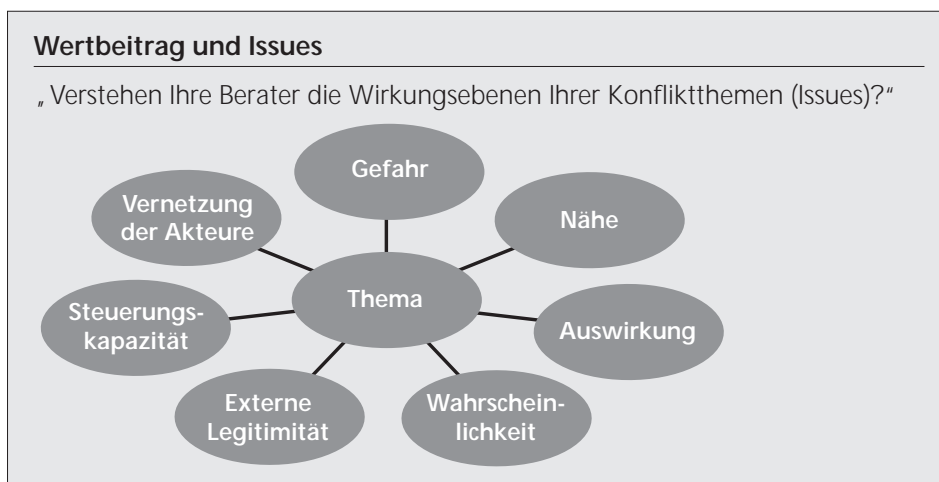 Wertbeitrag und Issues
„Verstehen Ihre Berater die Wirkungsebenen Ihrer Konfliktthemen (Issues)?“
Gefahr
Vernetzung
der Akteure
Nähe
Thema
Steuerungs-
kapazität
Auswirkung
Externe
Legitimität
Wahrschein-
lichkeit